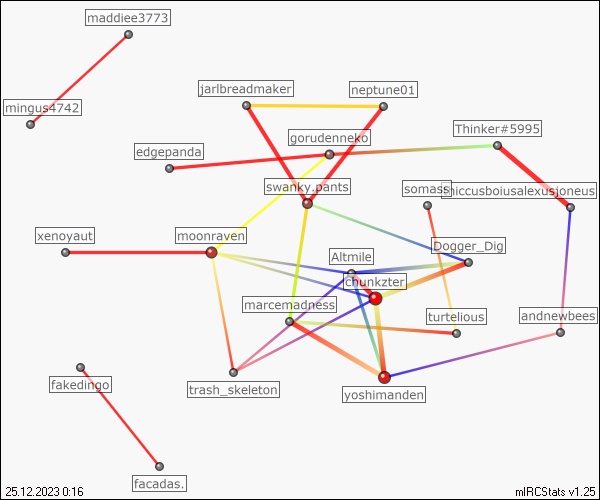 maddiee3773
jarlbreadmaker
neptune01
mingus4742
Thinker#5995
gorudenneko
edgepanda
swanky.pants
somass
hiccusboiusalexusjoneus
xenoyaut
moonraven
Dogger_Dig
Altmile
chunkzter
marcemadness
turtelious
andnewbees
fakedingo
trash_skeleton
yoshimanden
facadas.
25.12.2023 0:16
mIRCStats v1.25